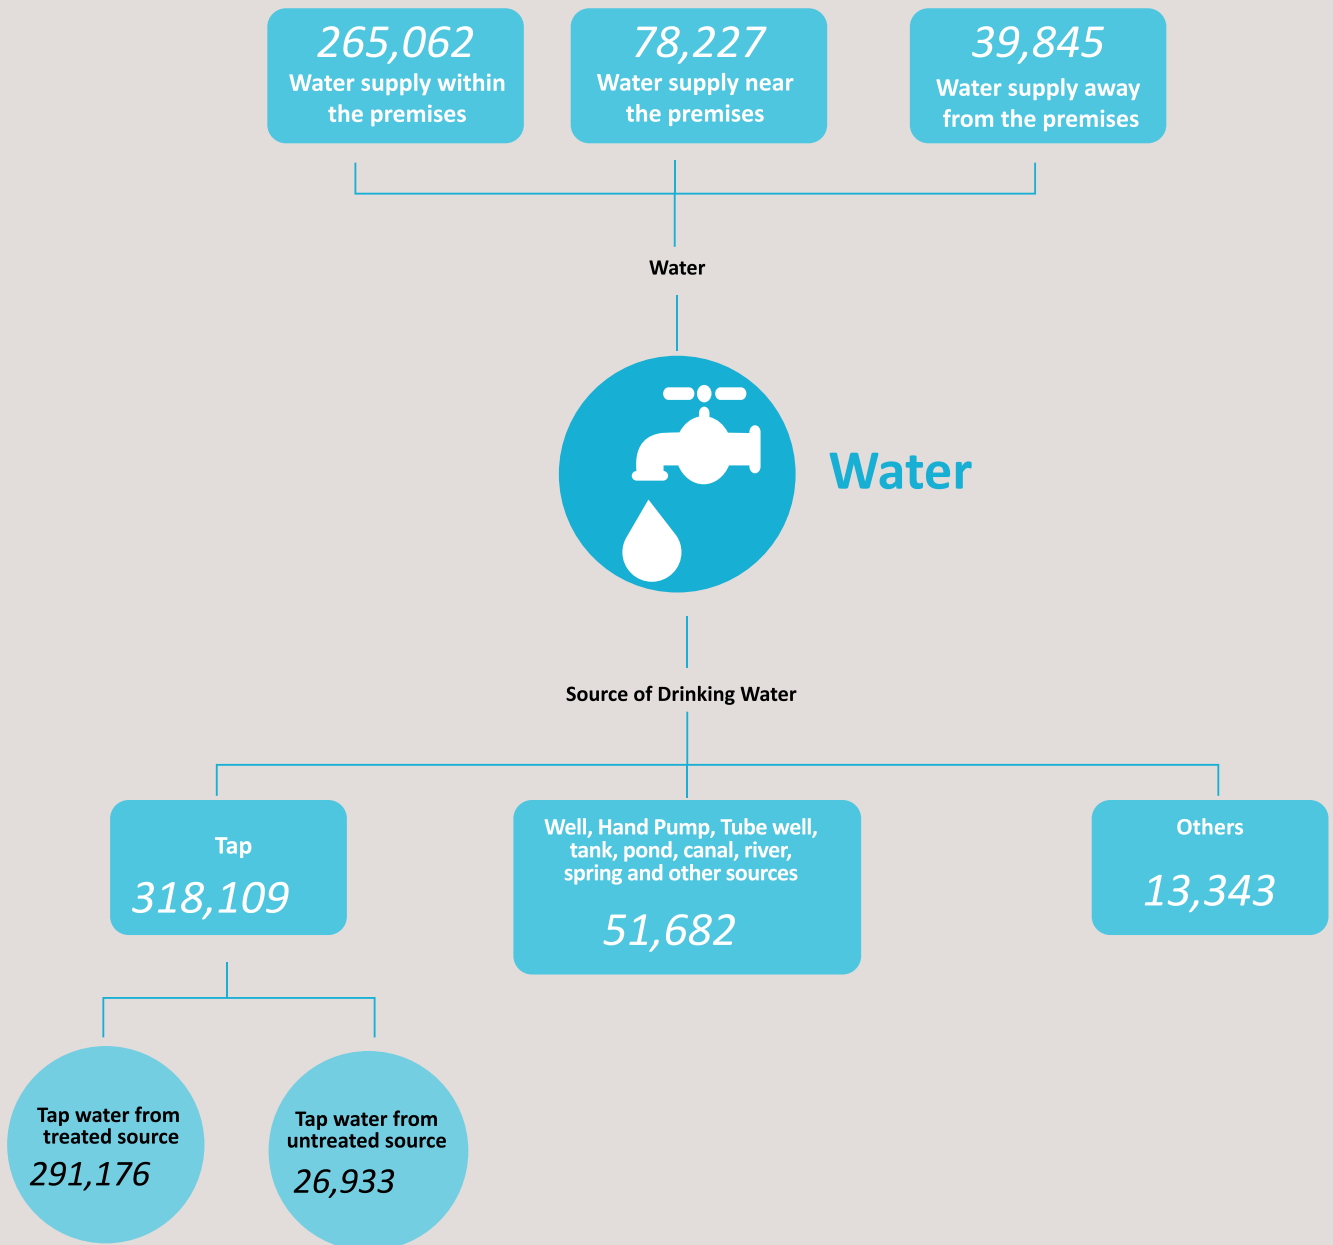 265,062
Water supply within
the premises
78,227
Water supply near
the premises
39,845
Water supply away
from the premises
Water
Water
Source of Drinking Water
Tap
318,109
Well, Hand Pump, Tube well,
tank, pond, canal, river,
spring and other sources
51,682
Others
13,343
Tap water from
treated source
291,176
Tap water from
untreated source
26,933